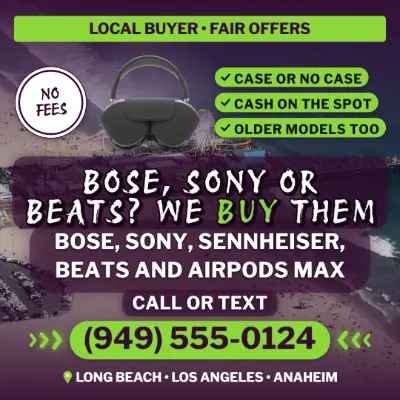 LOCAL BUYER • FAIR OFFERS
NO
FEES
✓ CASE OR NO CASE
✓ CASH ON THE SPOT
✓ OLDER MODELS TOO
BOSE, SONY OR
BEATS? WE BUY THEM
BOSE, SONY, SENNHEISER,
BEATS AND AIRPODS MAX
CALL OR TEXT
(949) 555-0124
LONG BEACH • LOS ANGELES • ANAHEIM